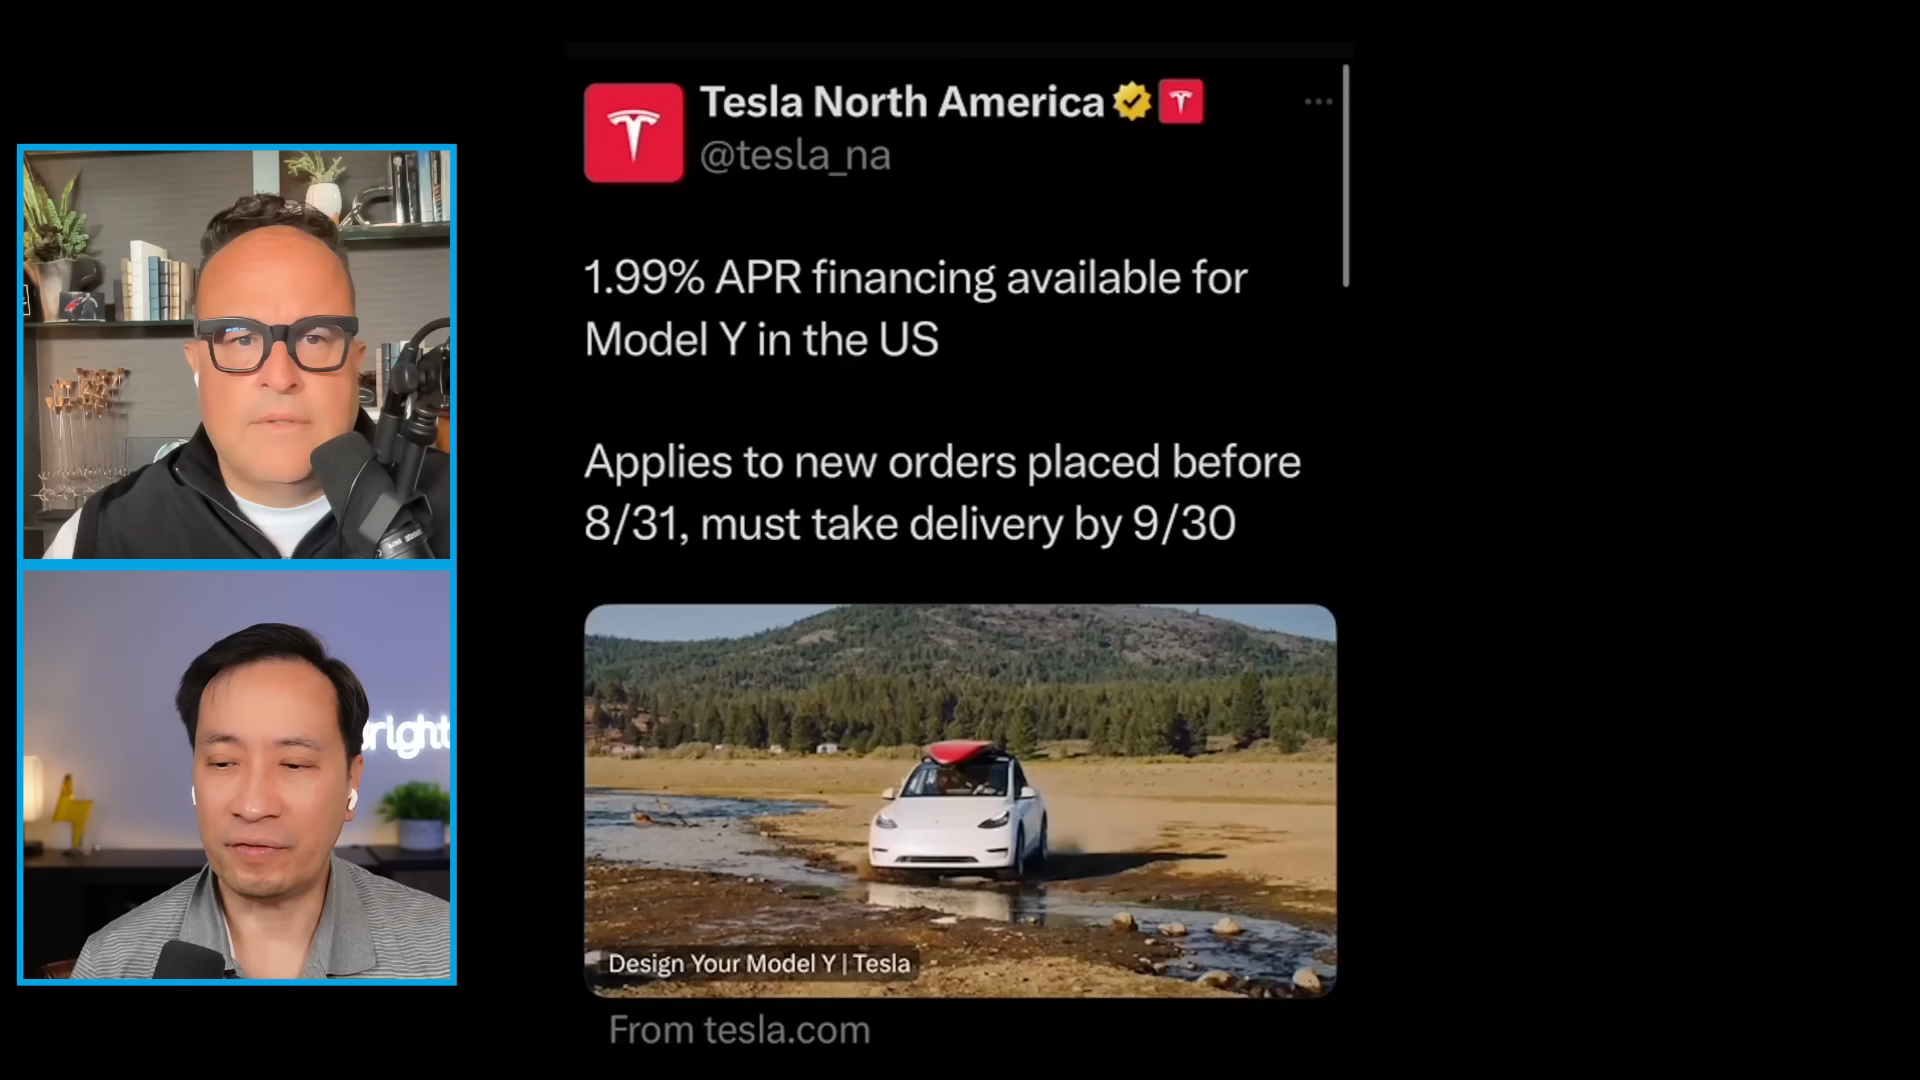 Tesla North America
@tesla_na
1.99% APR financing available for
Model Y in the US
Applies to new orders placed before
8/31, must take delivery by 9/30
Design Your Model Y | Tesla
From tesla.com
right